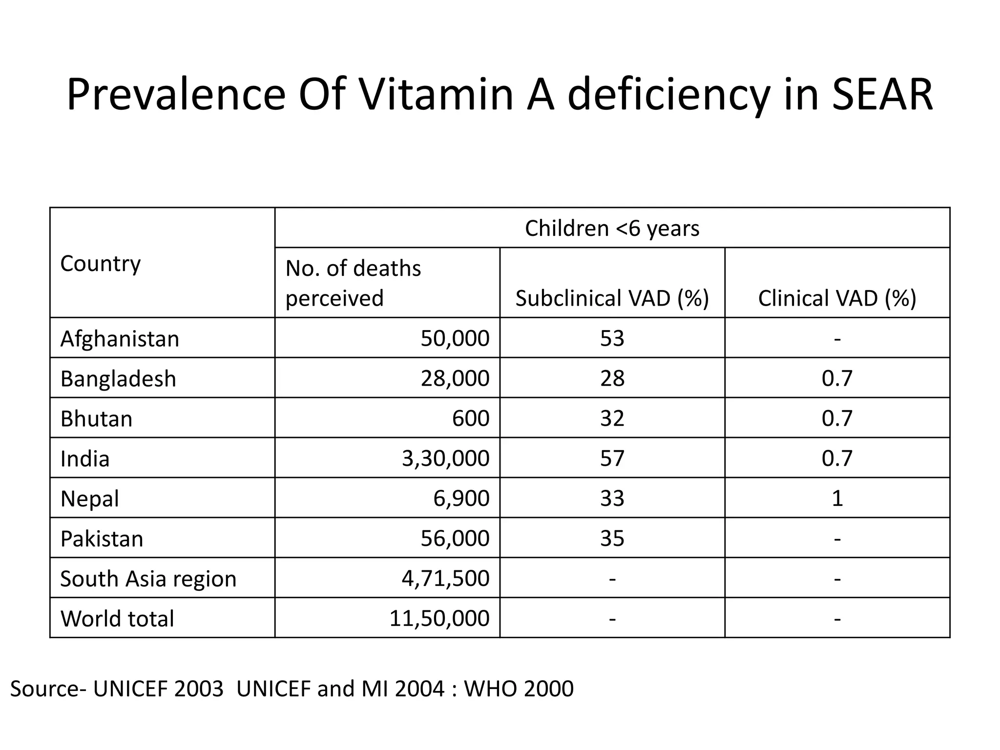 Prevalence Of Vitamin A deficiency in SEAR
Country
Children <6 years
No. of deaths
perceived
Subclinical VAD (%)
Clinical VAD (%)
Afghanistan 50,000 53 -
Bangladesh 28,000 28 0.7
Bhutan 600 32 0.7
India 3,30,000 57 0.7
Nepal 6,900 33 1
Pakistan 56,000 35 -
South Asia region 4,71,500 - -
World total 11,50,000 - -
Source- UNICEF 2003  UNICEF and MI 2004 : WHO 2000